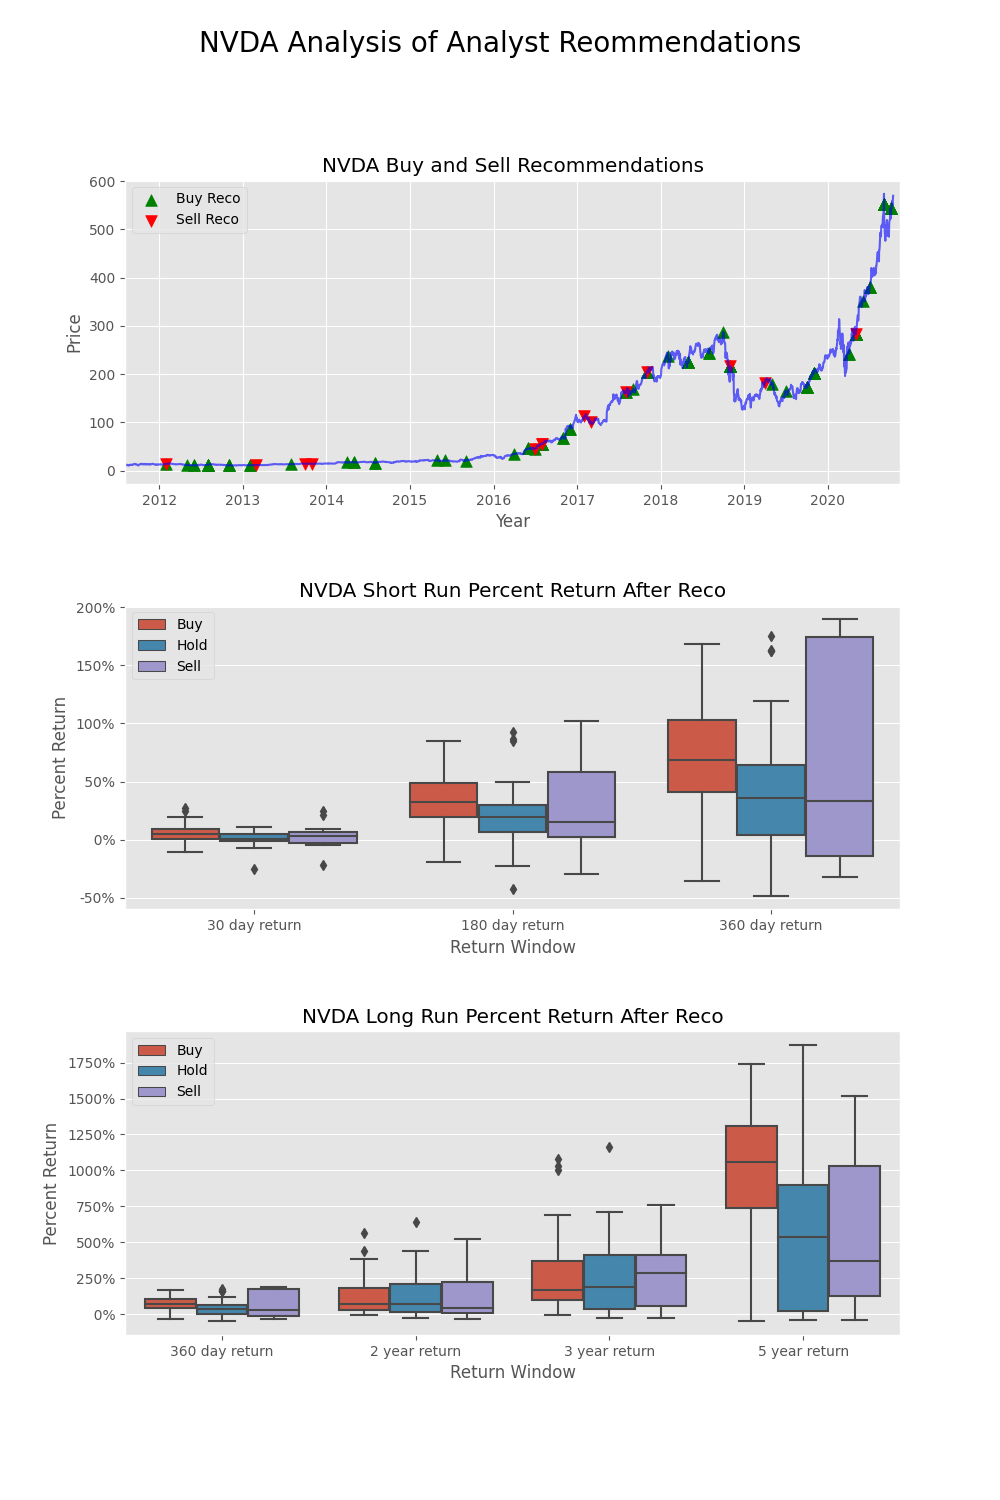 NVDA Analysis of Analyst Reommendations
NVDA Buy and Sell Recommendations
600
500
400
300
200
100
0
Price
Buy Reco
Sell Reco
2012 2013 2014 2015 2016 2017 2018 2019 2020
Year
NVDA Short Run Percent Return After Reco
200%
150%
100%
50%
0%
-50%
Percent Return
Buy
Hold
Sell
30 day return 180 day return 360 day return
Return Window
NVDA Long Run Percent Return After Reco
1750%
1500%
1250%
1000%
750%
500%
250%
0%
Percent Return
Buy
Hold
Sell
360 day return 2 year return 3 year return 5 year return
Return Window